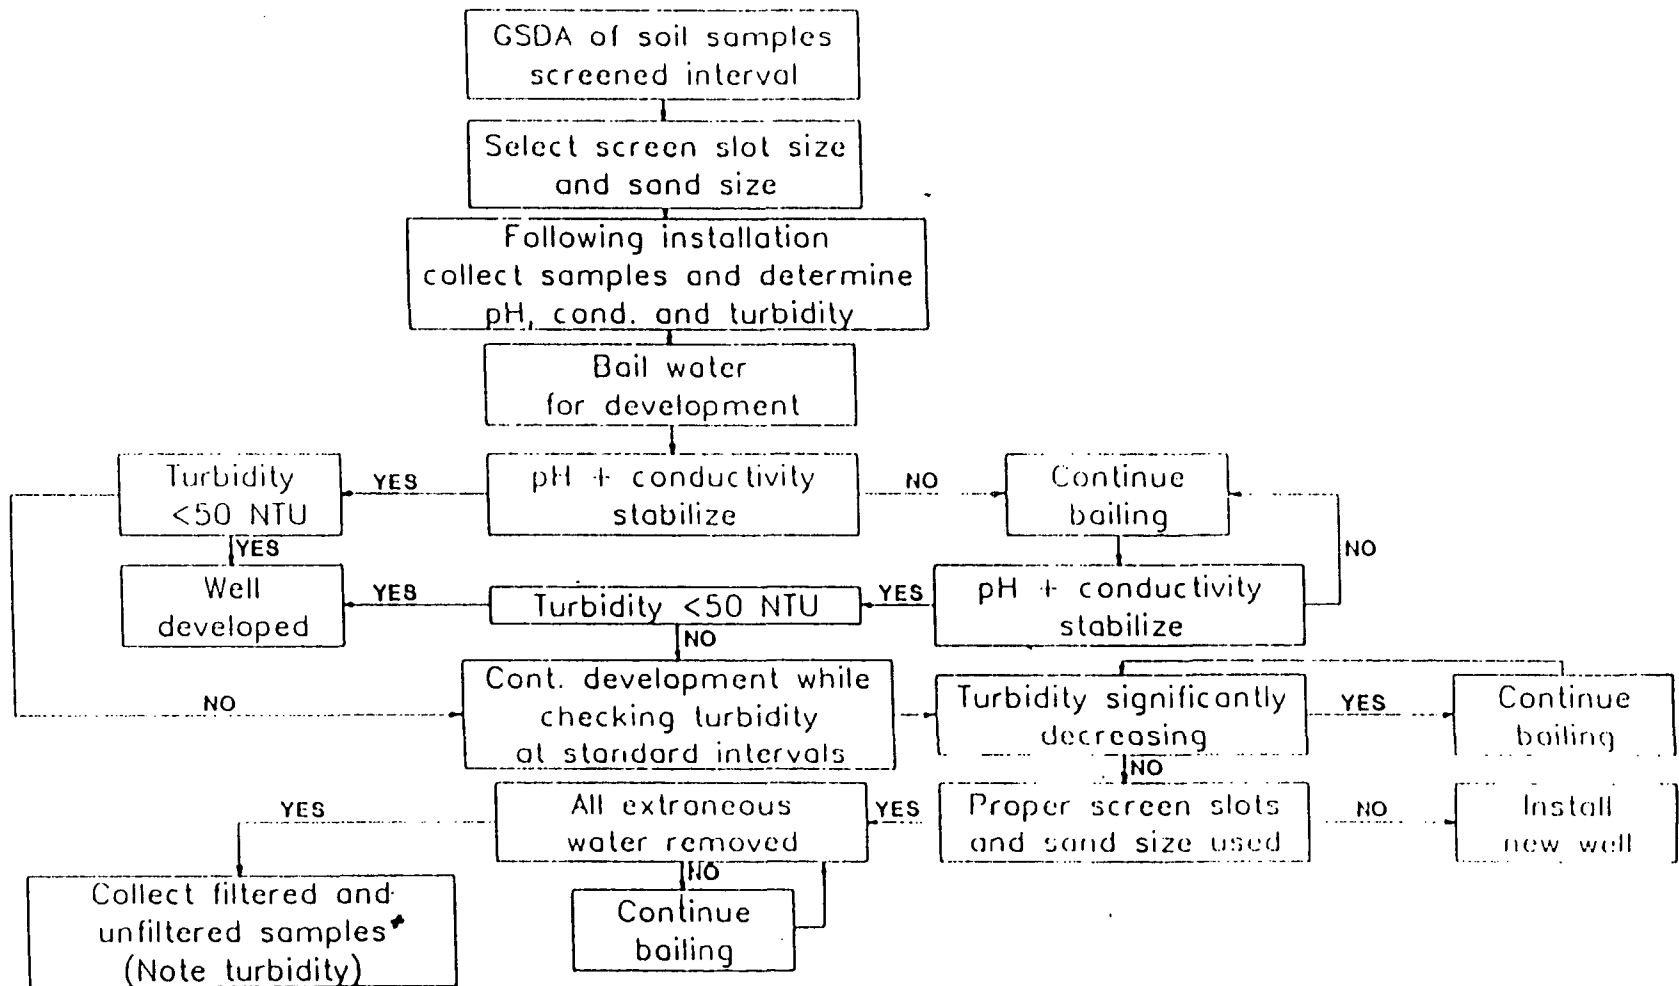 GSDA of soil samples
screened interval
Select screen slot size
and sand size
Following installation
collect samples and determine
pH, cond. and turbidity
Bail water
for development
Turbidity
<50 NTU
YES
pH + conductivity
stabilize
NO
Continue
bailing
YES
NO
Well
developed
YES
Turbidity <50 NTU
YES
pH + conductivity
stabilize
NO
NO
Cont. development while
checking turbidity
at standard intervals
Turbidity significantly
decreasing
YES
Continue
bailing
NO
YES
All extraneous
water removed
YES
Proper screen slots
and sand size used
NO
Install
new well
NO
Collect filtered and
unfiltered samples*
(Note turbidity)
Continue
bailing